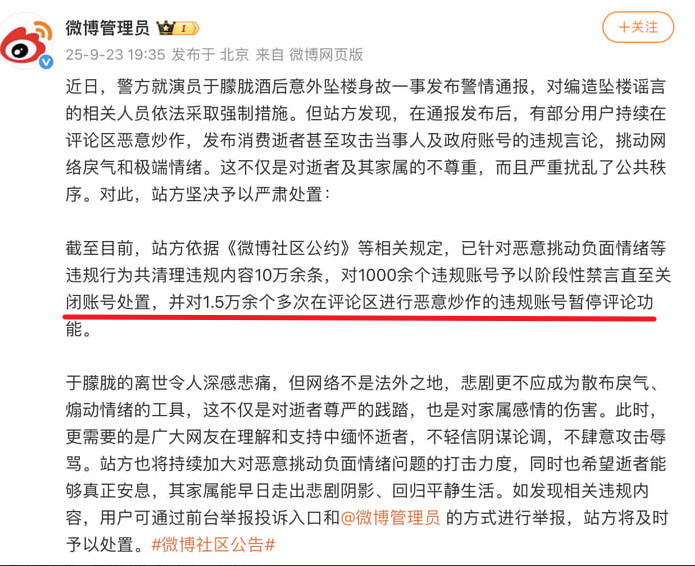 微博管理员 I
+关注
25-9-23 19:35 发布于 北京 来自 微博网页版
近日，警方就演员于朦胧酒后意外坠楼身故一事发布警情通报，对编造坠楼谣言
的相关人员依法采取强制措施。但站方发现，在通报发布后，有部分用户持续在
评论区恶意炒作，发布消费逝者甚至攻击当事人及政府账号的违规言论，挑动网
络戾气和极端情绪。这不仅是对逝者及其家属的不尊重，而且严重扰乱了公共秩
序。对此，站方坚决予以严肃处置：
截至目前，站方依据《微博社区公约》等相关规定，已针对恶意挑动负面情绪等
违规行为共清理违规内容10万余条，对1000余个违规账号予以阶段性禁言直至关
闭账号处置，并对1.5万余个多次在评论区进行恶意炒作的违规账号暂停评论功
能。
于朦胧的离世令人深感悲痛，但网络不是法外之地，悲剧更不应成为散布戾气、
煽动情绪的工具，这不仅是对逝者尊严的践踏，也是对家属感情的伤害。此时，
更需要的是广大网友在理解和支持中缅怀逝者，不轻信阴谋论调，不肆意攻击辱
骂。站方也将持续加大对恶意挑动负面情绪问题的打击力度，同时也希望逝者能
够真正安息，其家属能早日走出悲剧阴影、回归平静生活。如发现相关违规内
容，用户可通过前台举报投诉入口和@微博管理员 的方式进行举报，站方将及时
予以处置。#微博社区公告#